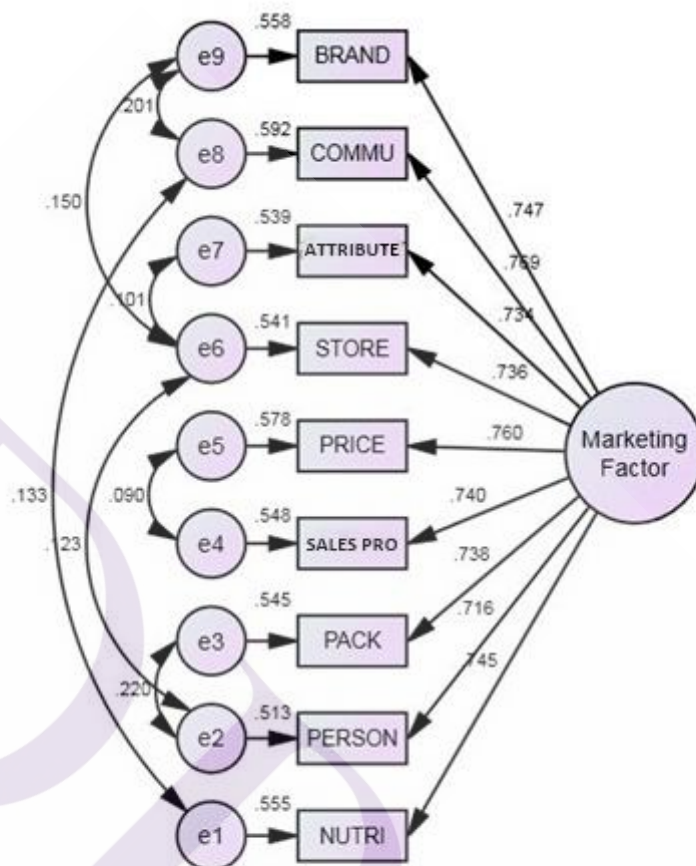 .558
e9
BRAND
.201
.592
e8
COMMU
.747
.150
.539
e7
ATTRIBUTE
.769
.101
.541
.734
e6
STORE
.736
.578
e5
PRICE
.760
Marketing
Factor
.133
.090
.548
.740
.123
e4
SALES PRO
.738
.545
e3
PACK
.716
.220
.513
.745
e2
PERSON
.555
e1
NUTRI